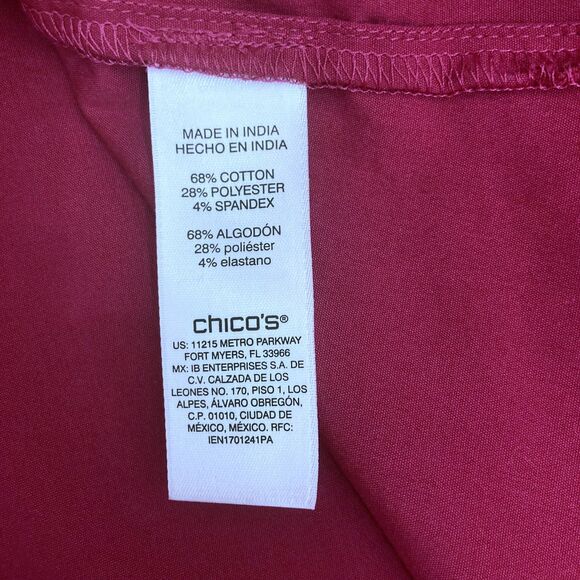 MADE IN INDIA
HECHO EN INDIA
68% COTTON
28% POLYESTER
4% SPANDEX
68% ALGODÓN
28% poliéster
4% elastano
chico's®
US: 11215 METRO PARKWAY
FORT MYERS, FL 33966
MX: IB ENTERPRISES S.A. DE
C.V. CALZADA DE LOS
LEONES NO. 170, PISO 1, LOS
ALPES, ÁLVARO OBREGÓN,
C.P. 01010, CIUDAD DE
MÉXICO, MÉXICO. RFC:
IEN1701241PA